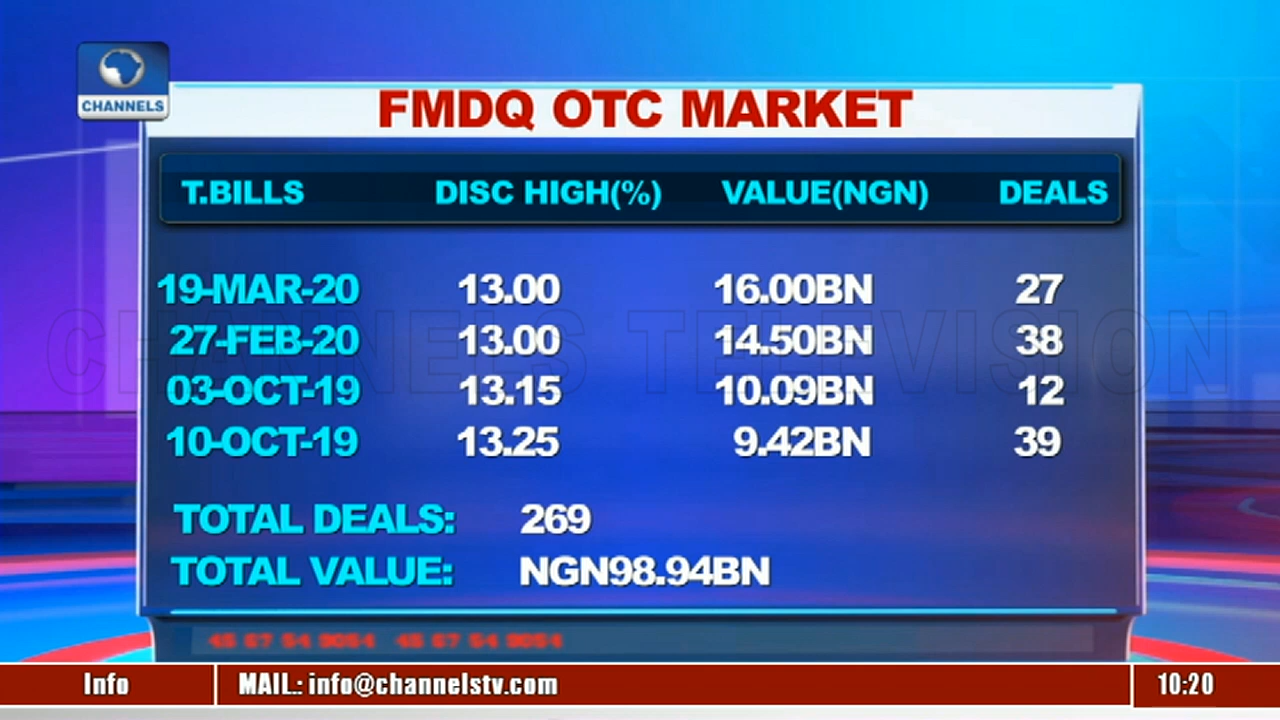 CHANNELS
FMDQ OTC MARKET
T.BILLS DISC HIGH(%) VALUE(NGN) DEALS
19-MAR-20 13.00 16.00BN 27
27-FEB-20 13.00 14.50BN 38
CHANNELS TELEVISION
03-OCT-19 13.15 10.09BN 12
10-OCT-19 13.25 9.42BN 39
TOTAL DEALS: 269
TOTAL VALUE: NGN98.94BN
Info MAIL.: info@channelstv.com 10:20